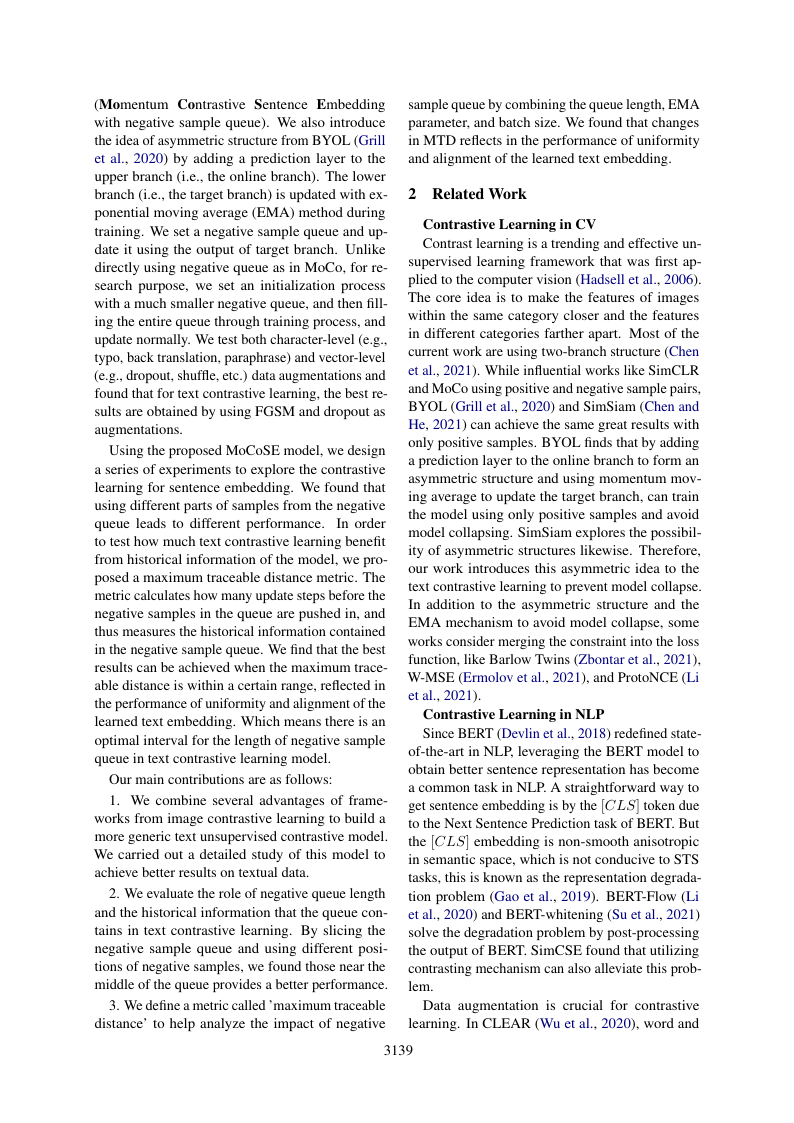 (Momentum Contrastive Sentence Embedding
with negative sample queue). We also introduce
the idea of asymmetric structure from BYOL (Grill
et al., 2020) by adding a prediction layer to the
upper branch (i.e., the online branch). The lower
branch (i.e., the target branch) is updated with ex-
ponential moving average (EMA) method during
training. We set a negative sample queue and up-
date it using the output of target branch. Unlike
directly using negative queue as in MoCo, for re-
search purpose, we set an initialization process
with a much smaller negative queue, and then fill-
ing the entire queue through training process, and
update normally. We test both character-level (e.g.,
typo, back translation, paraphrase) and vector-level
(e.g., dropout, shuffle, etc.) data augmentations and
found that for text contrastive learning, the best re-
sults are obtained by using FGSM and dropout as
augmentations.
Using the proposed MoCoSE model, we design
a series of experiments to explore the contrastive
learning for sentence embedding. We found that
using different parts of samples from the negative
queue leads to different performance. In order
to test how much text contrastive learning benefit
from historical information of the model, we pro-
posed a maximum traceable distance metric. The
metric calculates how many update steps before the
negative samples in the queue are pushed in, and
thus measures the historical information contained
in the negative sample queue. We find that the best
results can be achieved when the maximum trace-
able distance is within a certain range, reflected in
the performance of uniformity and alignment of the
learned text embedding. Which means there is an
optimal interval for the length of negative sample
queue in text contrastive learning model.
Our main contributions are as follows:
1. We combine several advantages of frame-
works from image contrastive learning to build a
more generic text unsupervised contrastive model.
We carried out a detailed study of this model to
achieve better results on textual data.
2. We evaluate the role of negative queue length
and the historical information that the queue con-
tains in text contrastive learning. By slicing the
negative sample queue and using different posi-
tions of negative samples, we found those near the
middle of the queue provides a better performance.
3. We define a metric called ’maximum traceable
distance’ to help analyze the impact of negative
sample queue by combining the queue length, EMA
parameter, and batch size. We found that changes
in MTD reflects in the performance of uniformity
and alignment of the learned text embedding.
2 Related Work
Contrastive Learning in CV
Contrast learning is a trending and effective un-
supervised learning framework that was first ap-
plied to the computer vision (Hadsell et al., 2006).
The core idea is to make the features of images
within the same category closer and the features
in different categories farther apart. Most of the
current work are using two-branch structure (Chen
et al., 2021). While influential works like SimCLR
and MoCo using positive and negative sample pairs,
BYOL (Grill et al., 2020) and SimSiam (Chen and
He, 2021) can achieve the same great results with
only positive samples. BYOL finds that by adding
a prediction layer to the online branch to form an
asymmetric structure and using momentum mov-
ing average to update the target branch, can train
the model using only positive samples and avoid
model collapsing. SimSiam explores the possibil-
ity of asymmetric structures likewise. Therefore,
our work introduces this asymmetric idea to the
text contrastive learning to prevent model collapse.
In addition to the asymmetric structure and the
EMA mechanism to avoid model collapse, some
works consider merging the constraint into the loss
function, like Barlow Twins (Zbontar et al., 2021),
W-MSE (Ermolov et al., 2021), and ProtoNCE (Li
et al., 2021).
Contrastive Learning in NLP
Since BERT (Devlin et al., 2018) redefined state-
of-the-art in NLP, leveraging the BERT model to
obtain better sentence representation has become
a common task in NLP. A straightforward way to
get sentence embedding is by the [CLS] token due
to the Next Sentence Prediction task of BERT. But
the [CLS] embedding is non-smooth anisotropic
in semantic space, which is not conducive to STS
tasks, this is known as the representation degrada-
tion problem (Gao et al., 2019). BERT-Flow (Li
et al., 2020) and BERT-whitening (Su et al., 2021)
solve the degradation problem by post-processing
the output of BERT. SimCSE found that utilizing
contrasting mechanism can also alleviate this prob-
lem.
Data augmentation is crucial for contrastive
learning. In CLEAR (Wu et al., 2020), word and
3139